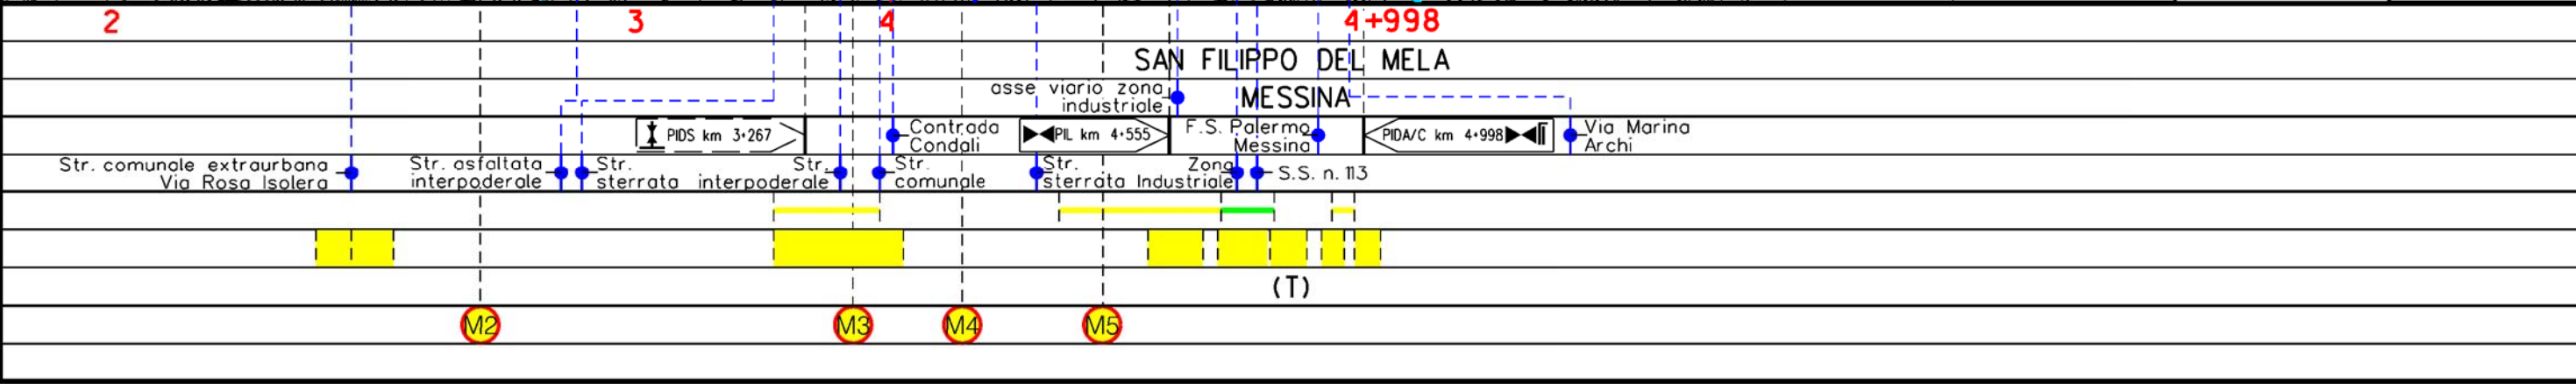 2 3 4 4+998
SAN FILIPPO DEL MELA
asse viario zona
industriale
MESSINA
PIDS km 3+267
Contrada
Condali
PIL km 4+555
F.S. Palermo
Messina
PIDA/C km 4+998
Via Marina
Archi
Str. comunale extraurbana
Via Rosa Isolera
Str. asfaltata
interpoderale
Str.
sterrata
Str.
interpoderale
Str.
comunale
Str.
sterrata
Zona
Industriale
S.S. n. 113
(T)
M2 M3 M4 M5